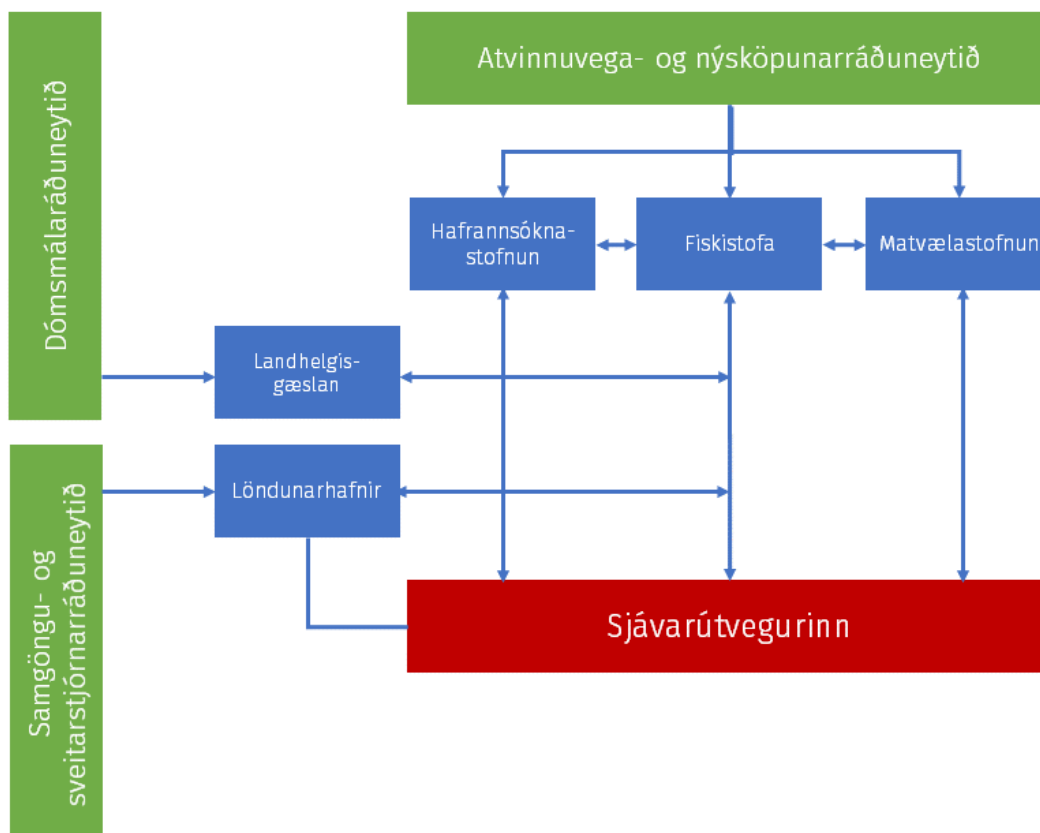 Atvinnuvega- og nýsköpunarráðuneytið
Dómsmálaráðuneytið
Hafrannsókna-
stofnun
Fiskistofa
Matvælastofnun
Landhelgis-
gæslan
Löndunarhafnir
Samgöngu- og
sveitarstjórnarráðuneytið
Sjávarútvegurinn